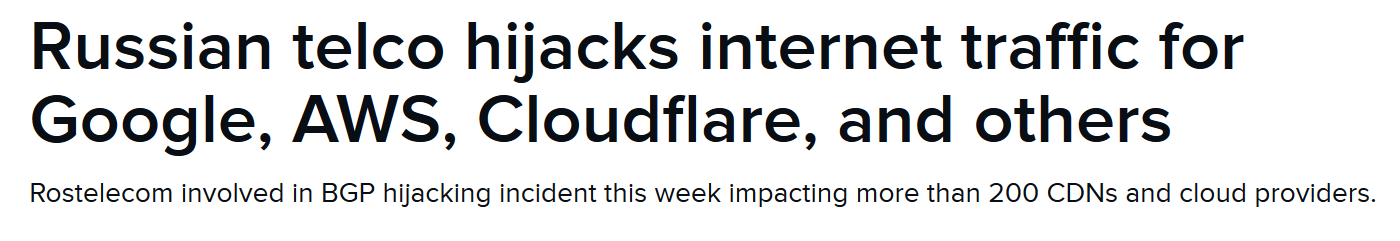 Russian telco hijacks internet traffic for
Google, AWS, Cloudflare, and others
Rostelecom involved in BGP hijacking incident this week impacting more than 200 CDNs and cloud providers.